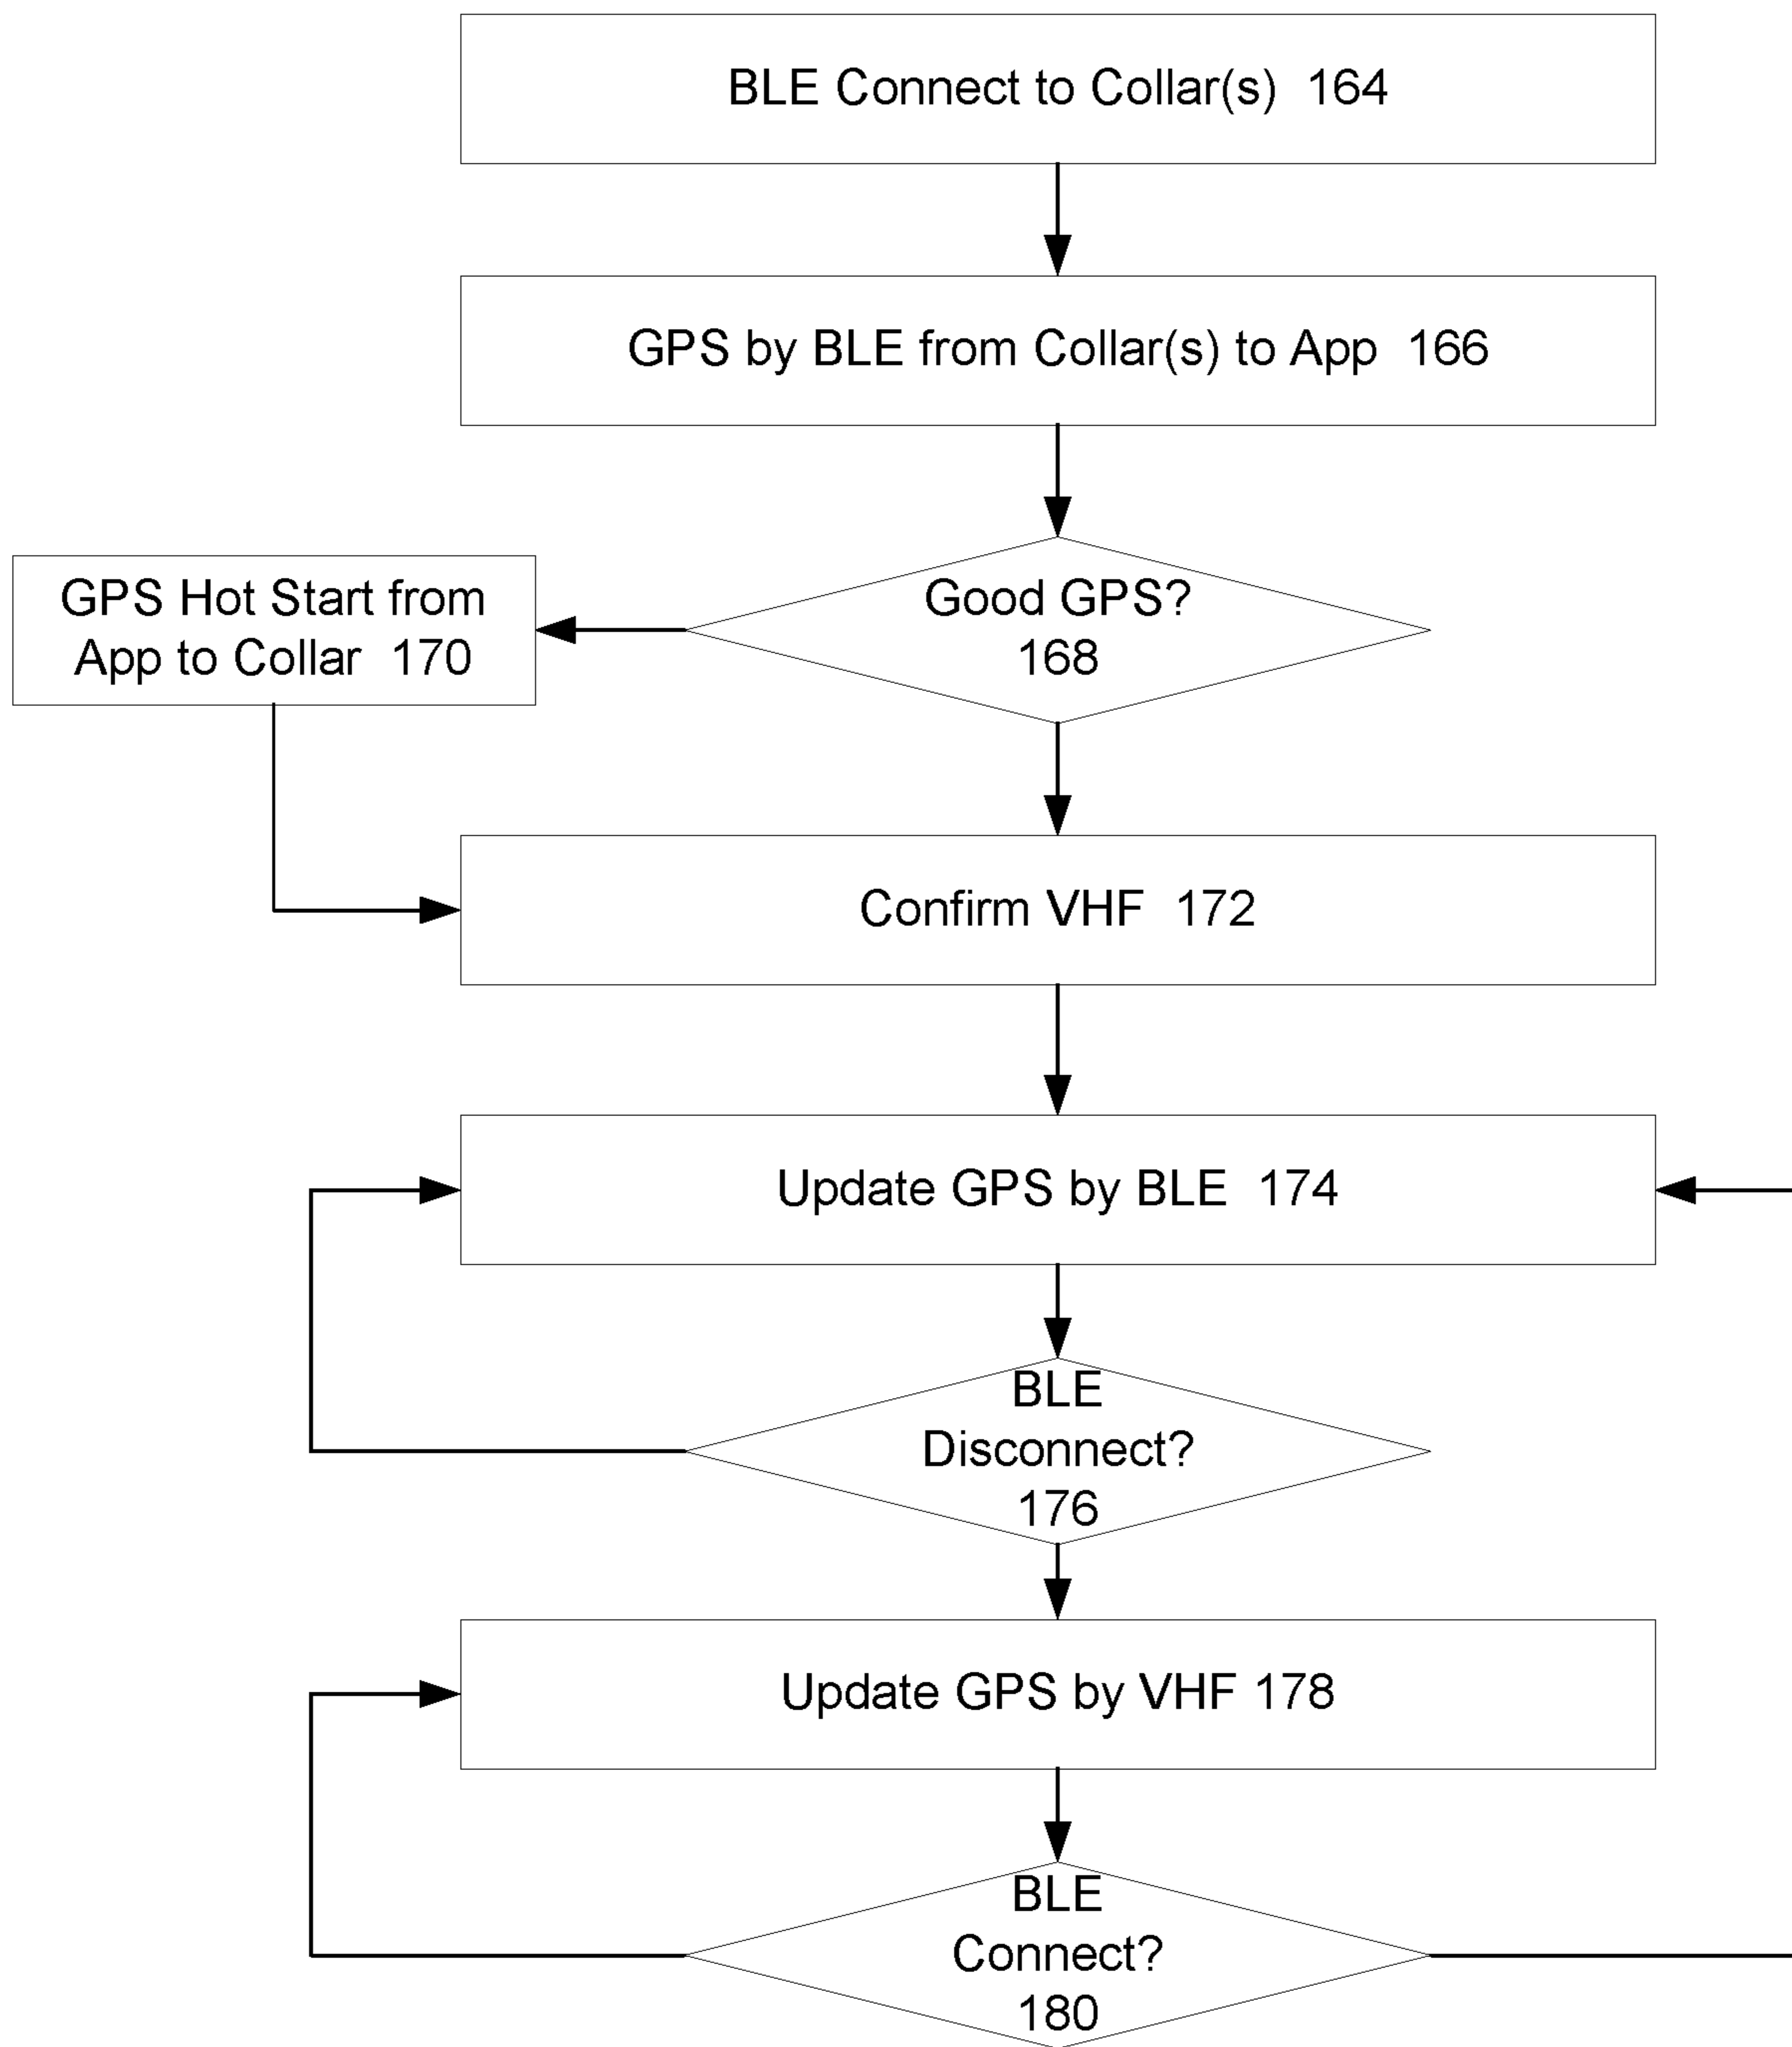 BLE Connect to Collar(s) 164
GPS by BLE from Collar(s) to App 166
Good GPS?
168
GPS Hot Start from
App to Collar 170
Confirm VHF 172
Update GPS by BLE 174
BLE
Disconnect?
176
Update GPS by VHF 178
BLE
Connect?
180